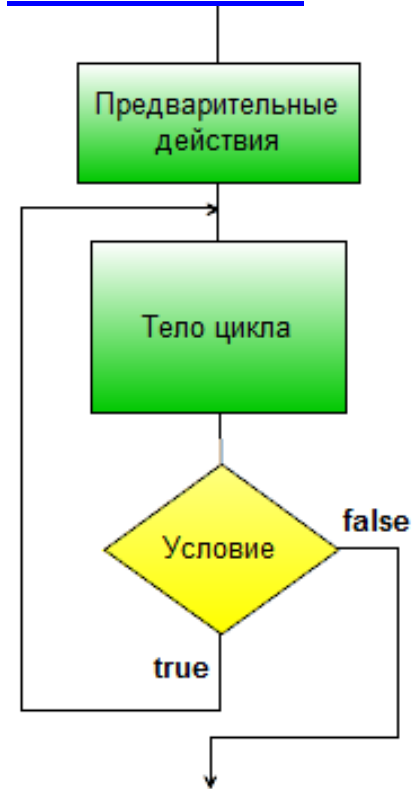 Предварительные
действия
Тело цикла
Условие
false
true